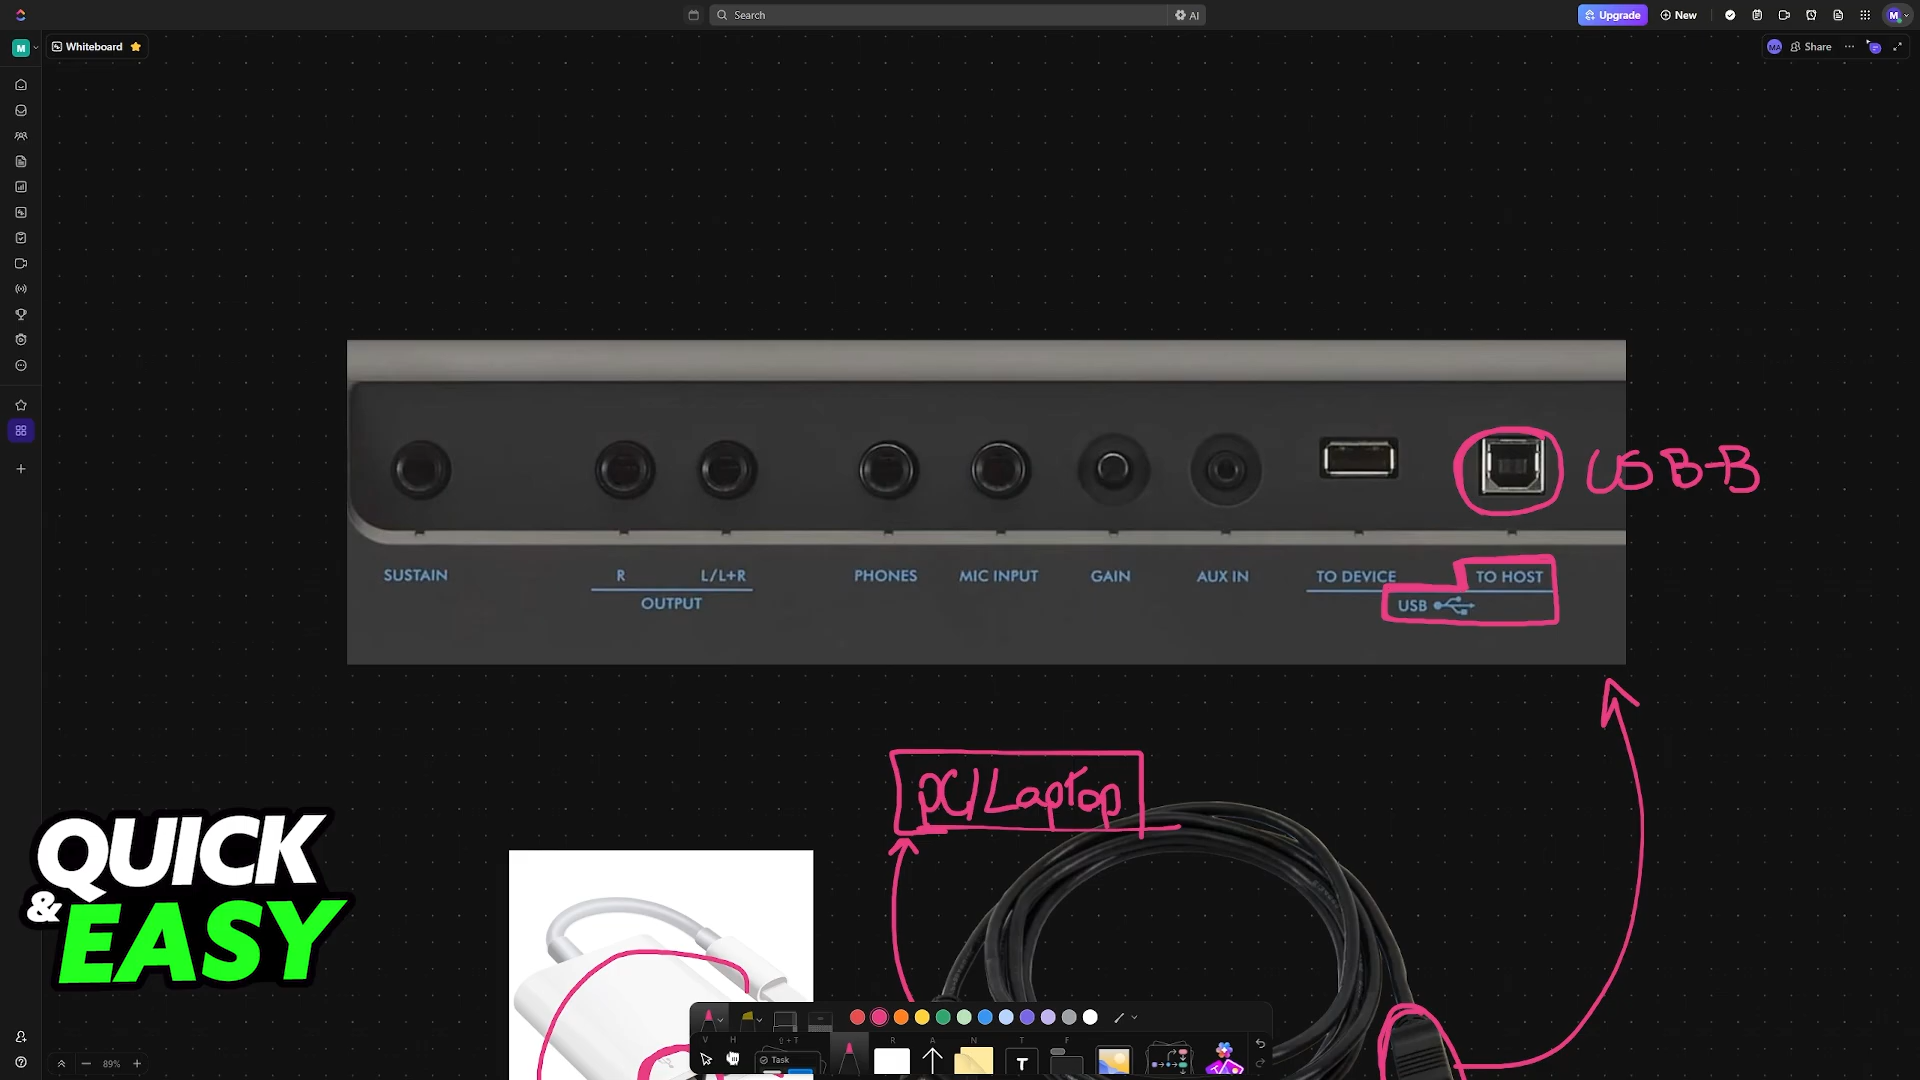 Search
AI
Upgrade
New
M
Whiteboard
MA
Share
M
USB-B
SUSTAIN
R
L/L+R
OUTPUT
PHONES
MIC INPUT
GAIN
AUX IN
TO DEVICE
TO HOST
USB
PC/Laptop
QUICK
&
EASY
V
H
⇧ + T
R
A
N
T
F
Task
T
89%